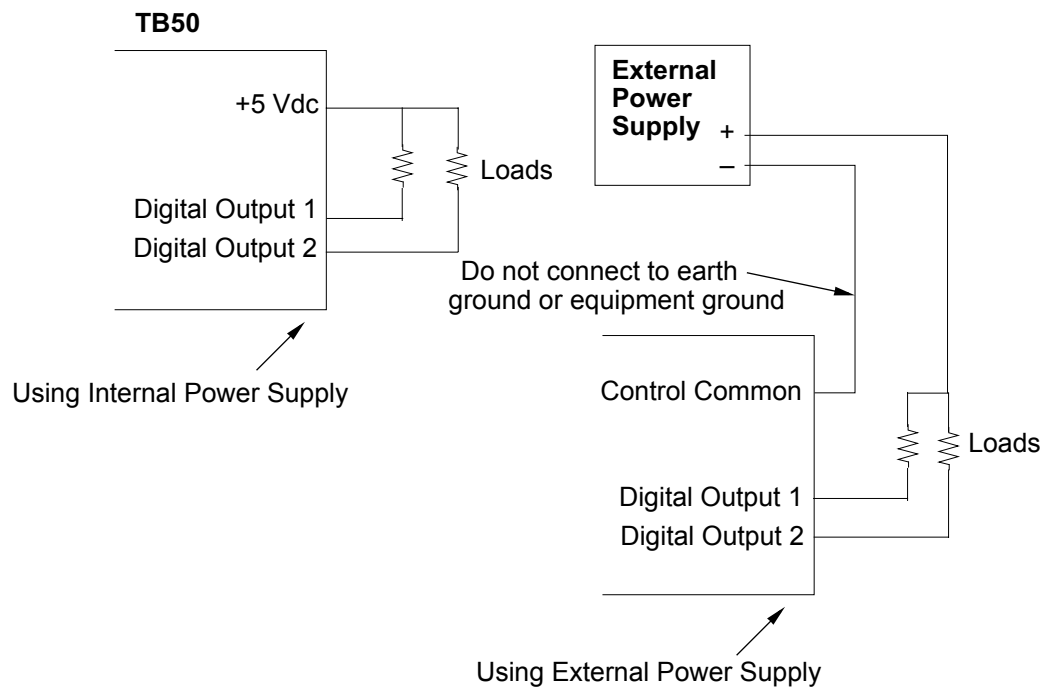 TB50
+5 Vdc
Loads
Digital Output 1
Digital Output 2
Using Internal Power Supply
External
Power
Supply
+
–
Do not connect to earth
ground or equipment ground
Control Common
Loads
Digital Output 1
Digital Output 2
Using External Power Supply